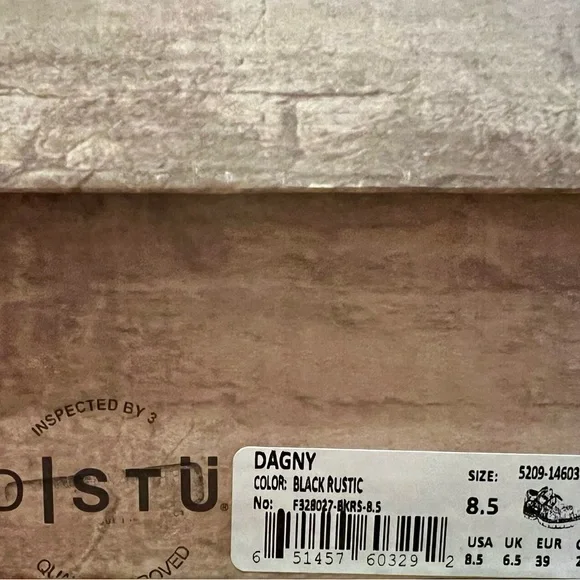 INSPECTED BY 3
D|STÜ®
DAGNY
COLOR: BLACK RUSTIC
No: F328027-BKRS-8.5
6 51457 60329 2
SIZE: 5209-14603
8.5
USA UK EUR
8.5 6.5 39